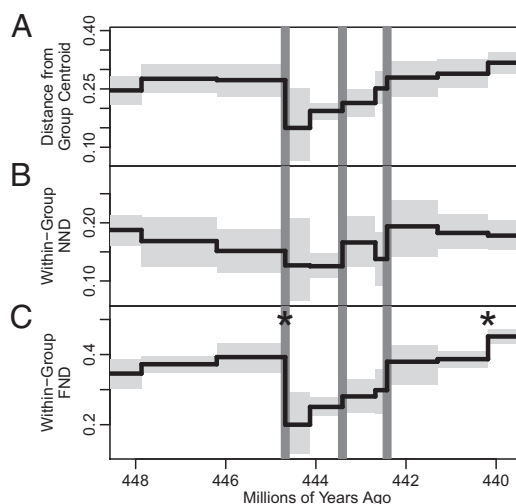 A
Distance from
Group Centroid
0.10
0.25
0.40
B
Within-Group
NND
0.10
0.20
C
Within-Group
FND
0.2
0.4
*
*
448
446
444
442
440
Millions of Years Ago